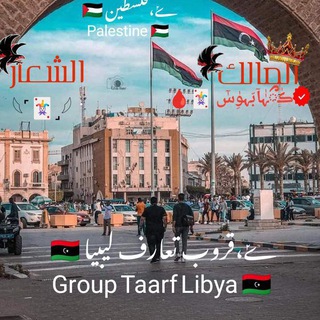 ے، فلسطين 🇵🇸
Palestine 🇵🇸
الشعار
المالك
ے، قروب تعارف ليبيا 🇱🇾
Group Taarf Libya 🇱🇾